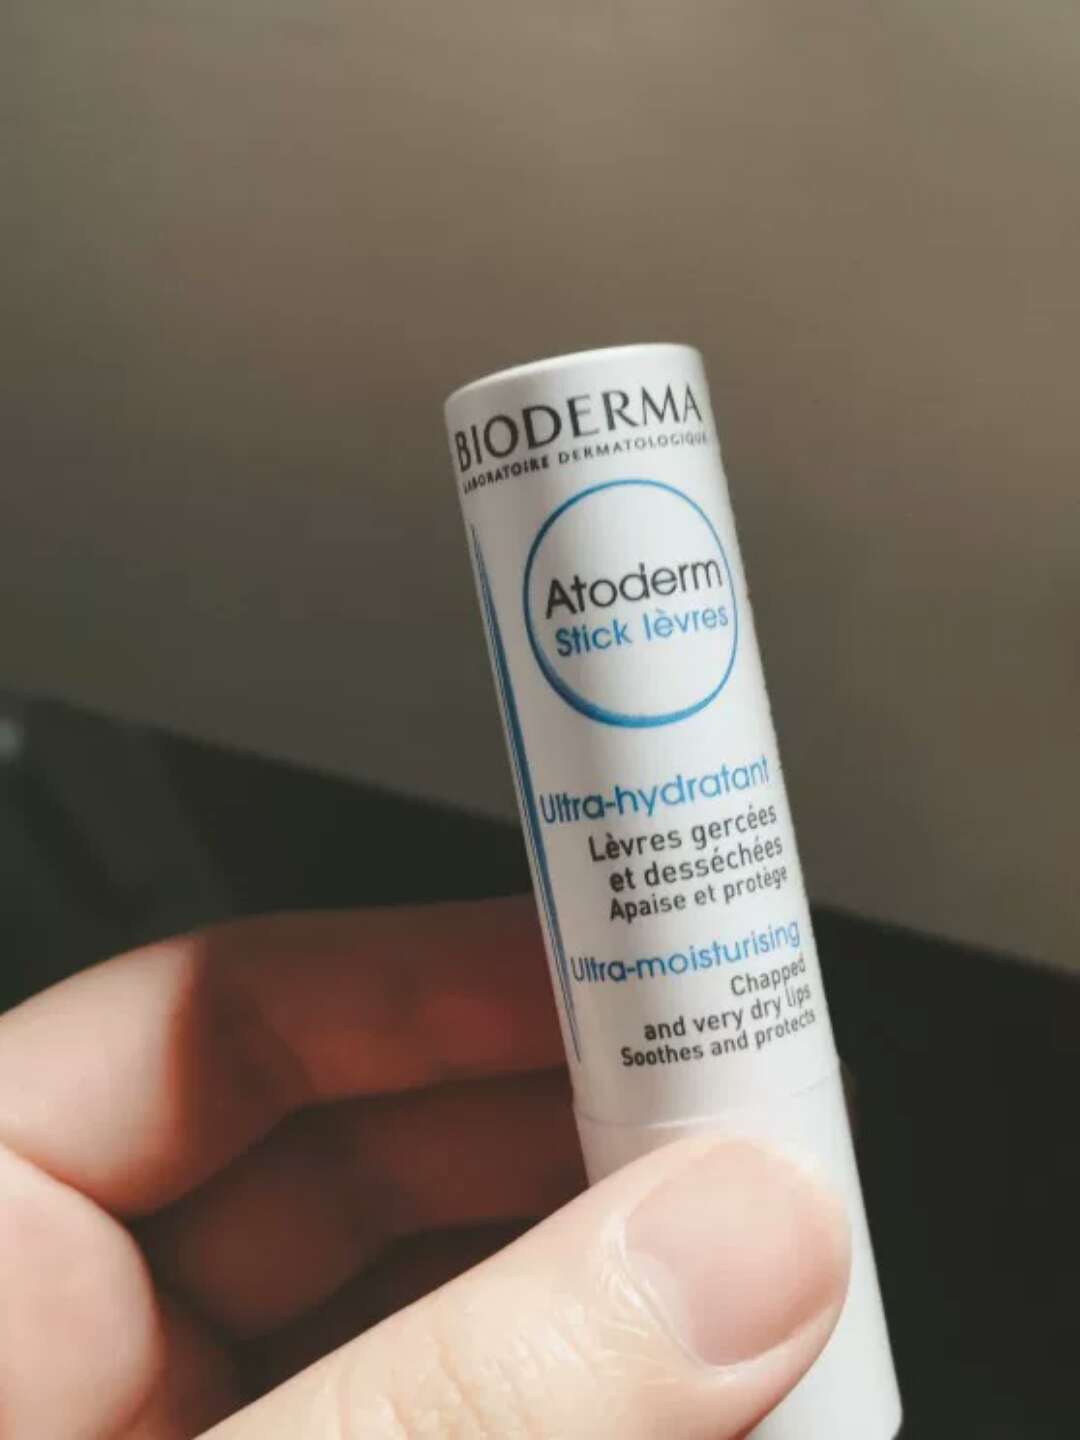 BIODERMA
LABORATOIRE DERMATOLOGIQUE
Atoderm
Stick lèvres
Ultra-hydratant
Lèvres gercées
et desséchées
Apaise et protège
Ultra-moisturising
Chapped
and very dry lips
Soothes and protects